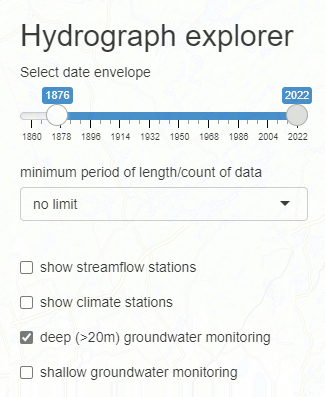 Hydrograph explorer
Select date envelope
1876 2022
1860 1878 1896 1914 1932 1950 1968 1986 2004 2022
minimum period of length/count of data
no limit
show streamflow stations
show climate stations
deep (>20m) groundwater monitoring
shallow groundwater monitoring